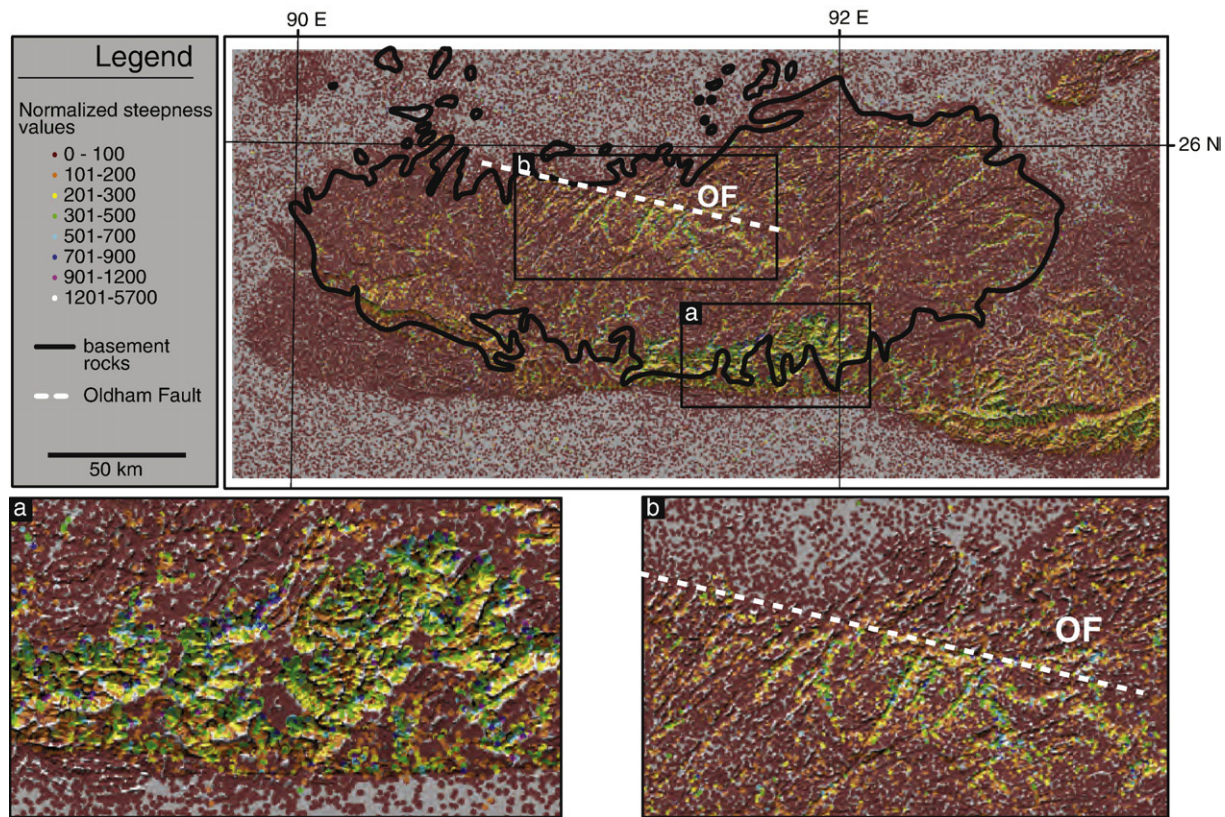 90 E
92 E
Legend
Normalized steepness
values
0 - 100
101-200
201-300
301-500
501-700
701-900
901-1200
1201-5700
basement
rocks
Oldham Fault
50 km
26 N
b
OF
a
a
b
OF